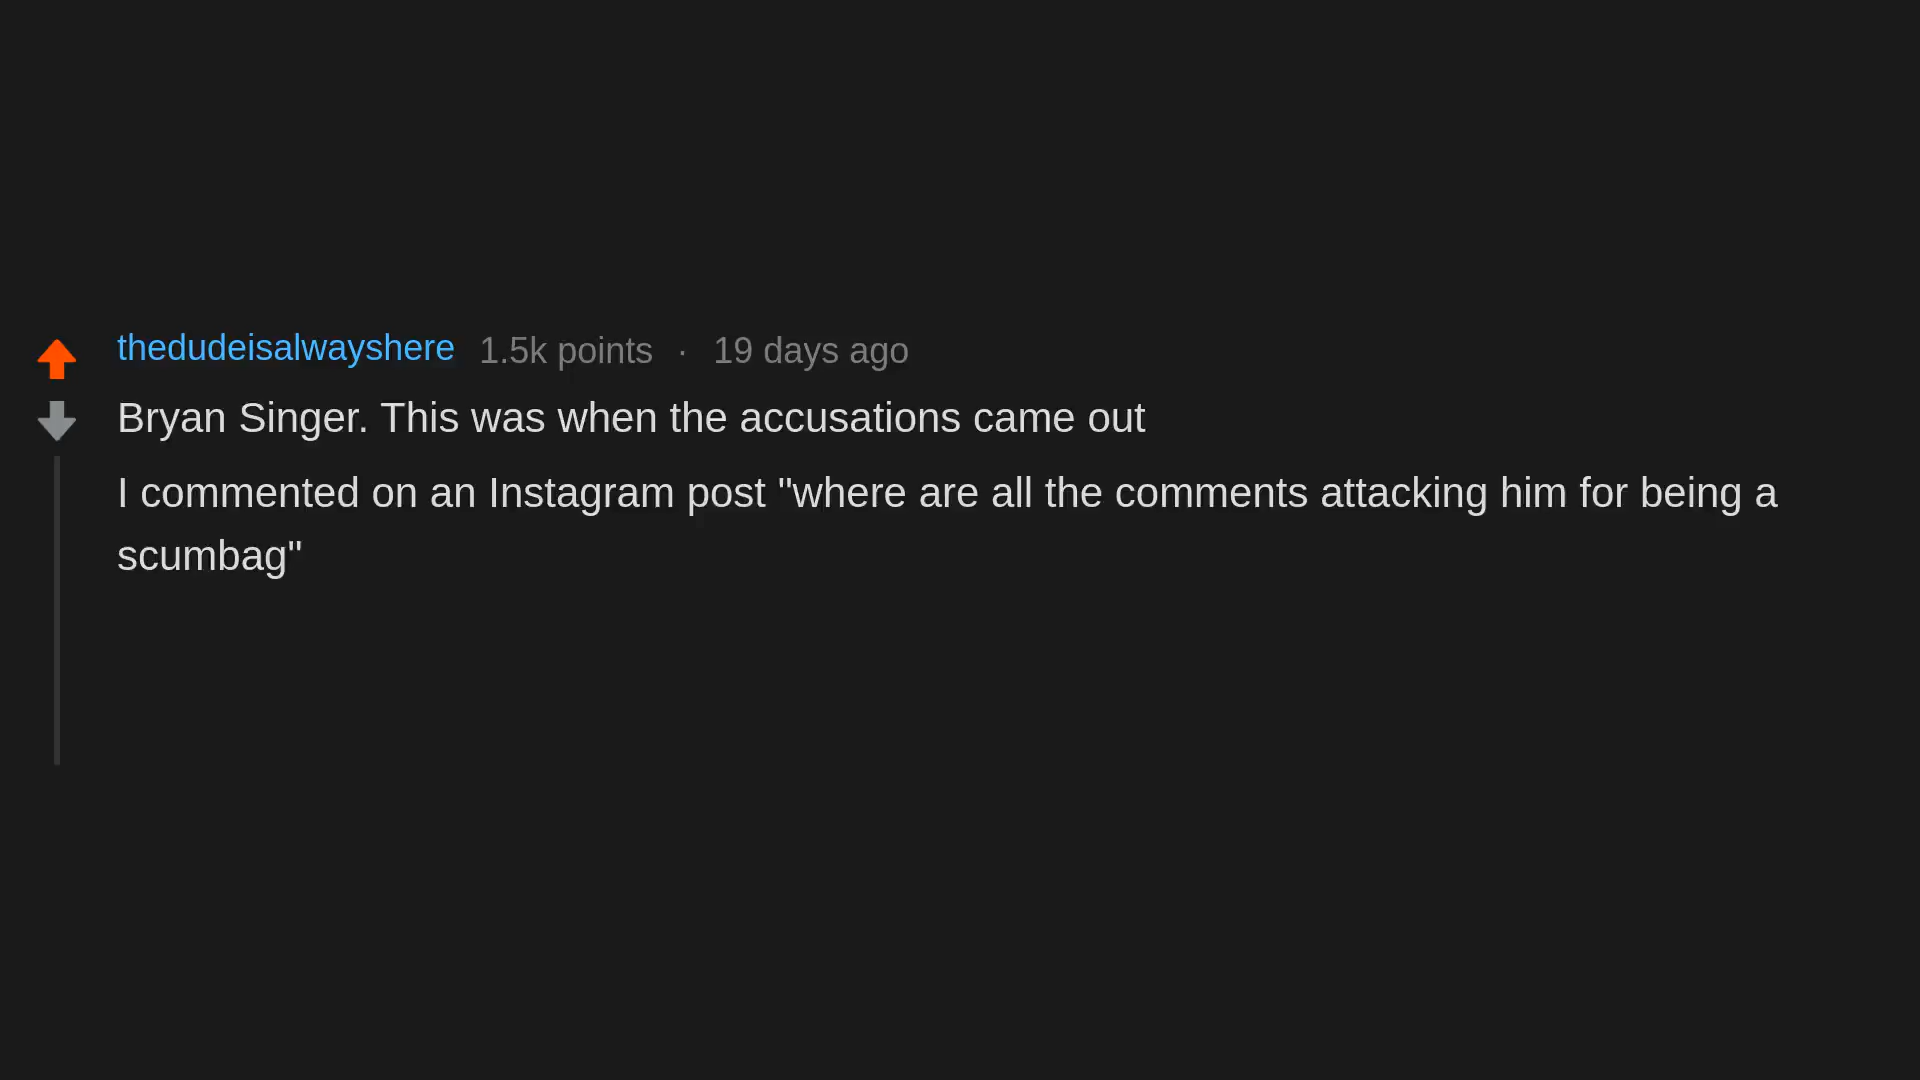 thedudeisalwayshere 1.5k points · 19 days ago
Bryan Singer. This was when the accusations came out
I commented on an Instagram post "where are all the comments attacking him for being a
scumbag"